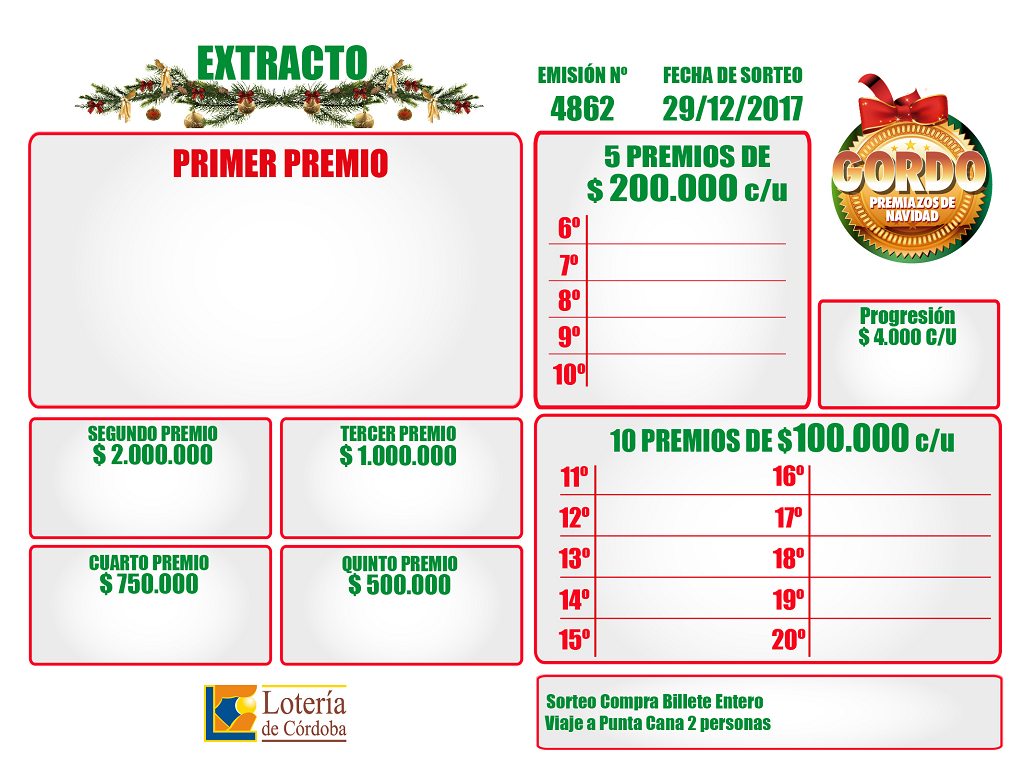 EXTRACTO
EMISIÓN Nº
4862
FECHA DE SORTEO
29/12/2017
GORDO
PREMIAZOS DE
NAVIDAD
PRIMER PREMIO
5 PREMIOS DE
$ 200.000 c/u
6º
7º
8º
9º
10º
Progresión
$ 4.000 C/U
SEGUNDO PREMIO
$ 2.000.000
TERCER PREMIO
$ 1.000.000
CUARTO PREMIO
$ 750.000
QUINTO PREMIO
$ 500.000
10 PREMIOS DE $100.000 c/u
11º
12º
13º
14º
15º
16º
17º
18º
19º
20º
Lotería
de Córdoba
Sorteo Compra Billete Entero
Viaje a Punta Cana 2 personas